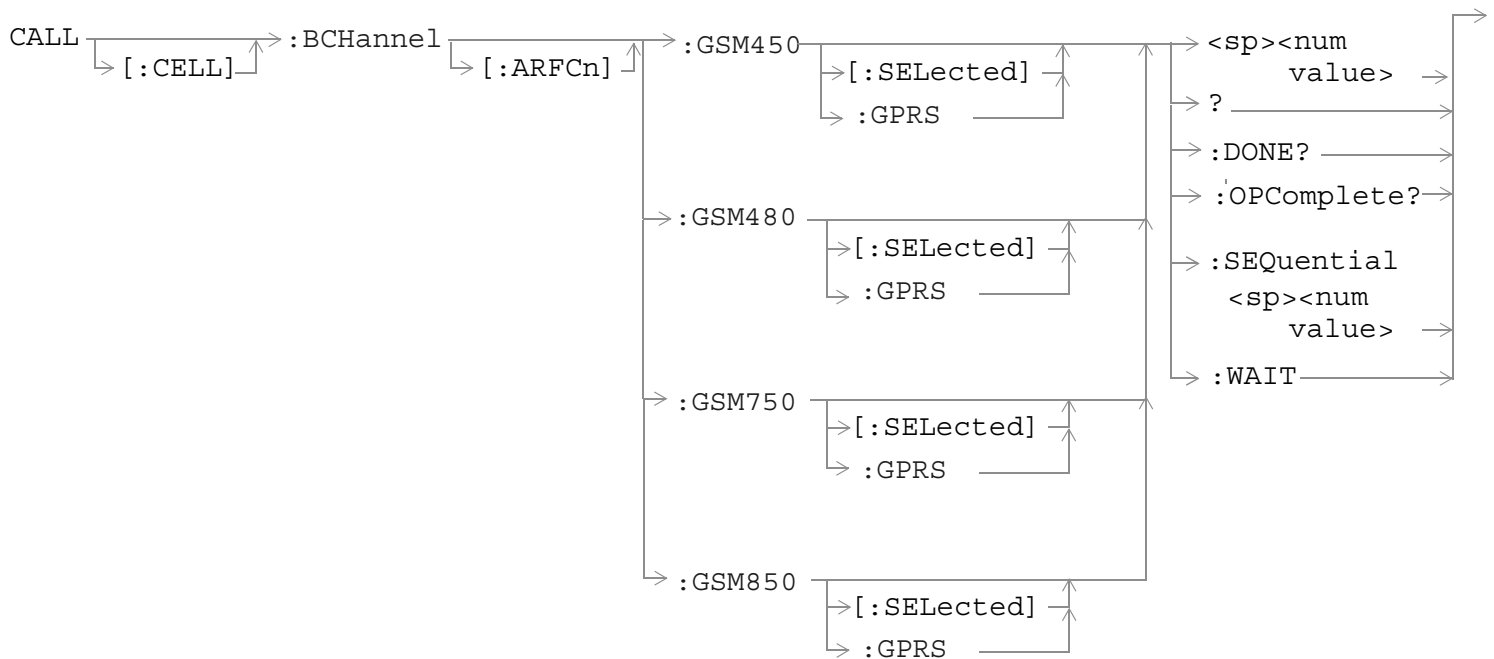 CALL
[:CELL]
:BCHannel
[:ARFCn]
:GSM450
[:SELected]
:GPRS
:GSM480
[:SELected]
:GPRS
:GSM750
[:SELected]
:GPRS
:GSM850
[:SELected]
:GPRS
<sp><num
value>
?
:DONE?
:OPComplete?
:SEQuential
<sp><num
value>
:WAIT